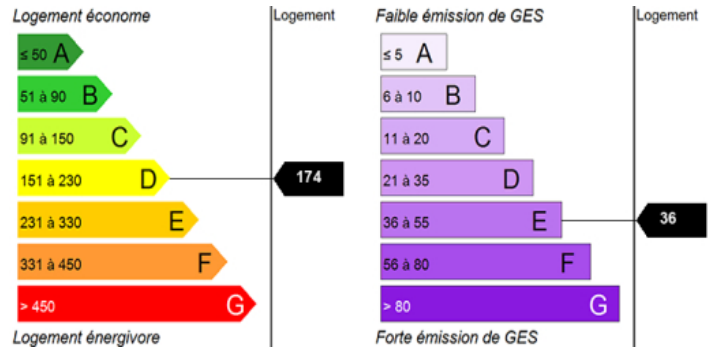 Logement économe
Logement
≤ 50 A
51 à 90 B
91 à 150 C
151 à 230 D
174
231 à 330 E
331 à 450 F
> 450 G
Logement énergivore
Faible émission de GES
Logement
≤ 5 A
6 à 10 B
11 à 20 C
21 à 35 D
36 à 55 E
36
56 à 80 F
> 80 G
Forte émission de GES